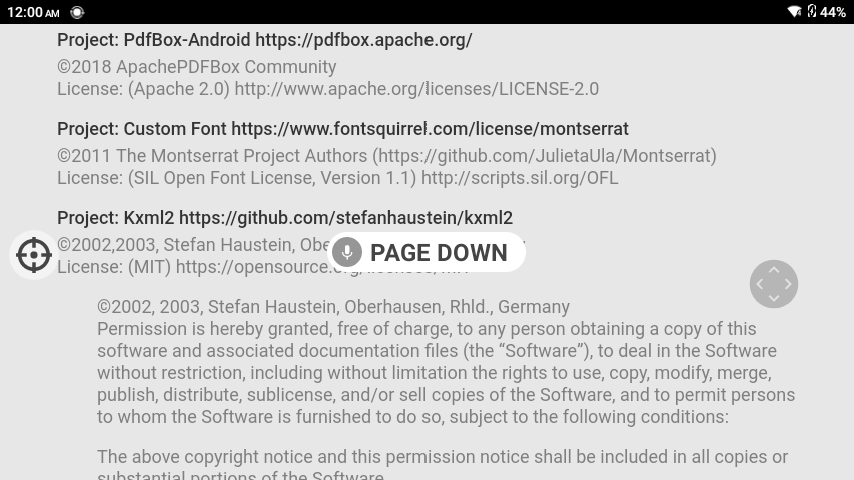 12:00 AM
44%
Project: PdfBox-Android https://pdfbox.apache.org/
©2018 ApachePDFBox Community
License: (Apache 2.0) http://www.apache.org/licenses/LICENSE-2.0
Project: Custom Font https://www.fontsquirrel.com/license/montserrat
©2011 The Montserrat Project Authors (https://github.com/JulietaUla/Montserrat)
License: (SIL Open Font License, Version 1.1) http://scripts.sil.org/OFL
Project: Kxml2 https://github.com/stefanhaustein/kxml2
©2002,2003, Stefan Haustein,
PAGE DOWN
License: (MIT)
©2002, 2003, Stefan Haustein, Oberhausen, Rhld., Germany
Permission is hereby granted, free of charge, to any person obtaining a copy of this
software and associated documentation files (the “Software”), to deal in the Software
without restriction, including without limitation the rights to use, copy, modify, merge,
publish, distribute, sublicense, and/or sell copies of the Software, and to permit persons
to whom the Software is furnished to do so, subject to the following conditions:
The above copyright notice and this permission notice shall be included in all copies or
substantial portions of the Software.